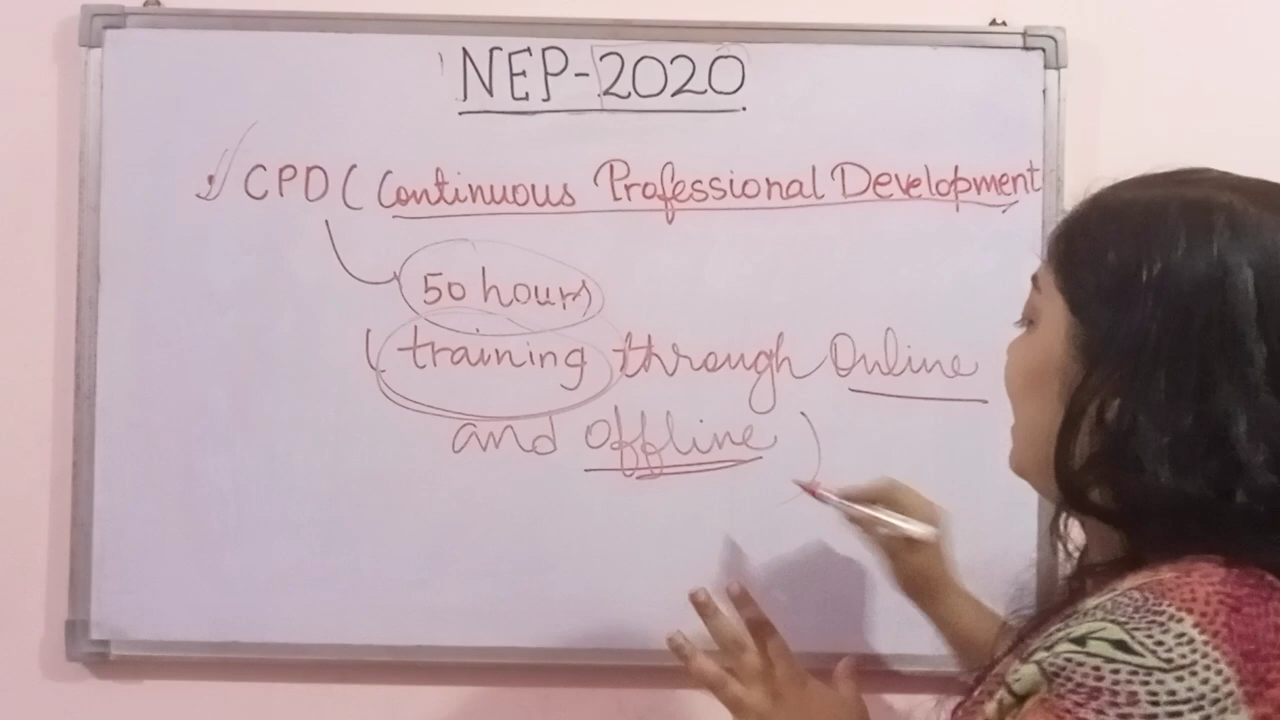 NEP-2020
CPD (Continuous Professional Development
50 hours
(training through Online
and Offline)